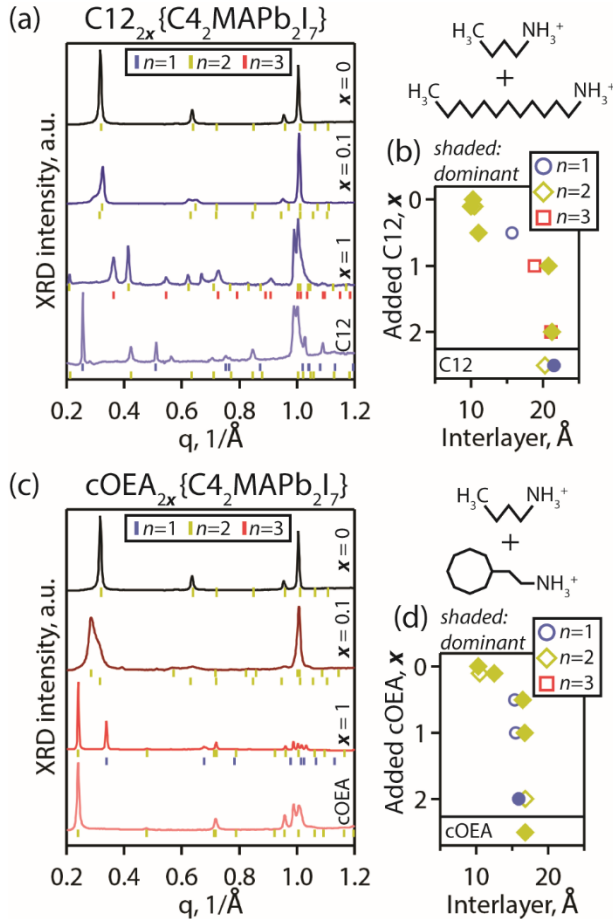 (a)
C12₂ₓ{C4₂MAPb₂I₇}
n=1 n=2 n=3
x = 0
x = 0.1
x = 1
C12
XRD intensity, a.u.
0.2 0.4 0.6 0.8 1.0 1.2
q, 1/Å
H₃C NH₃⁺
+
H₃C NH₃⁺
(b)
shaded:
dominant
n=1
n=2
n=3
0
1
2
C12
Added C12, x
10 20
Interlayer, Å
(c)
cOEA₂ₓ{C4₂MAPb₂I₇}
n=1 n=2 n=3
x = 0
x = 0.1
x = 1
cOEA
XRD intensity, a.u.
0.2 0.4 0.6 0.8 1.0 1.2
q, 1/Å
H₃C NH₃⁺
+
NH₃⁺
(d)
shaded:
dominant
n=1
n=2
n=3
0
1
2
cOEA
Added cOEA, x
10 20
Interlayer, Å